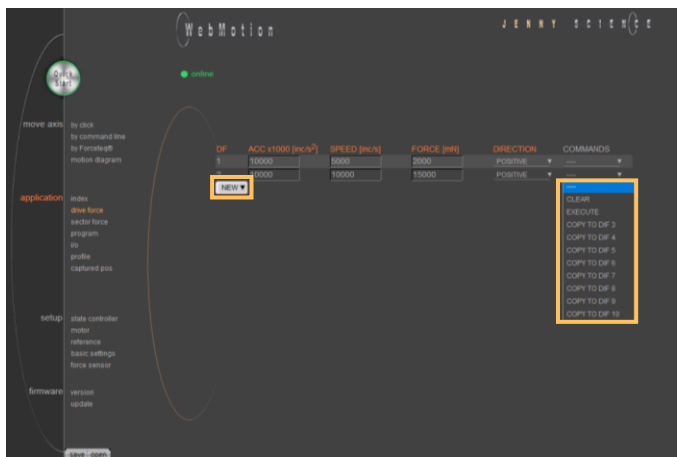 WebMotion
JENNY SCIENCE
Quick Start
online
move axis
by click
by command line
by Forceteq®
motion diagram
DF ACC x1000 [inc/s²] SPEED [inc/s] FORCE [mN] DIRECTION COMMANDS
1 10000 5000 2000 POSITIVE ▼ ---- ▼
2 10000 10000 15000 POSITIVE ▼ ---- ▼
NEW ▼
----
CLEAR
EXECUTE
COPY TO DIF 3
COPY TO DIF 4
COPY TO DIF 5
COPY TO DIF 6
COPY TO DIF 7
COPY TO DIF 8
COPY TO DIF 9
COPY TO DIF 10
application
index
drive force
sector force
program
i/o
profile
captured pos
setup
state controller
motor
reference
basic settings
force sensor
firmware
version
update
save open